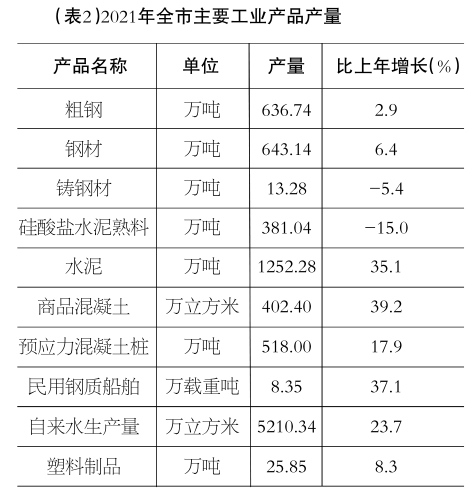 (表2)2021年全市主要工业产品产量
产品名称 单位 产量 比上年增长(%)
粗钢 万吨 636.74 2.9
钢材 万吨 643.14 6.4
铸钢材 万吨 13.28 -5.4
硅酸盐水泥熟料 万吨 381.04 -15.0
水泥 万吨 1252.28 35.1
商品混凝土 万立方米 402.40 39.2
预应力混凝土桩 万吨 518.00 17.9
民用钢质船舶 万载重吨 8.35 37.1
自来水生产量 万立方米 5210.34 23.7
塑料制品 万吨 25.85 8.3